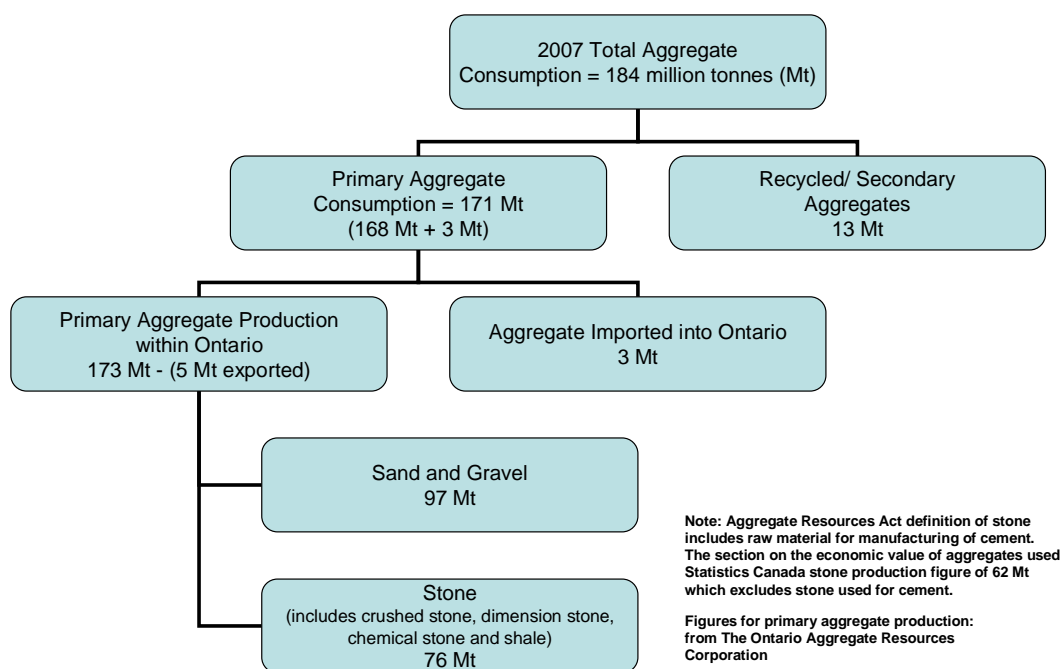 2007 Total Aggregate
Consumption = 184 million tonnes (Mt)
Primary Aggregate
Consumption = 171 Mt
(168 Mt + 3 Mt)
Recycled/ Secondary
Aggregates
13 Mt
Primary Aggregate Production
within Ontario
173 Mt - (5 Mt exported)
Aggregate Imported into Ontario
3 Mt
Sand and Gravel
97 Mt
Stone
(includes crushed stone, dimension stone,
chemical stone and shale)
76 Mt
Note: Aggregate Resources Act definition of stone
includes raw material for manufacturing of cement.
The section on the economic value of aggregates used
Statistics Canada stone production figure of 62 Mt
which excludes stone used for cement.
Figures for primary aggregate production:
from The Ontario Aggregate Resources
Corporation